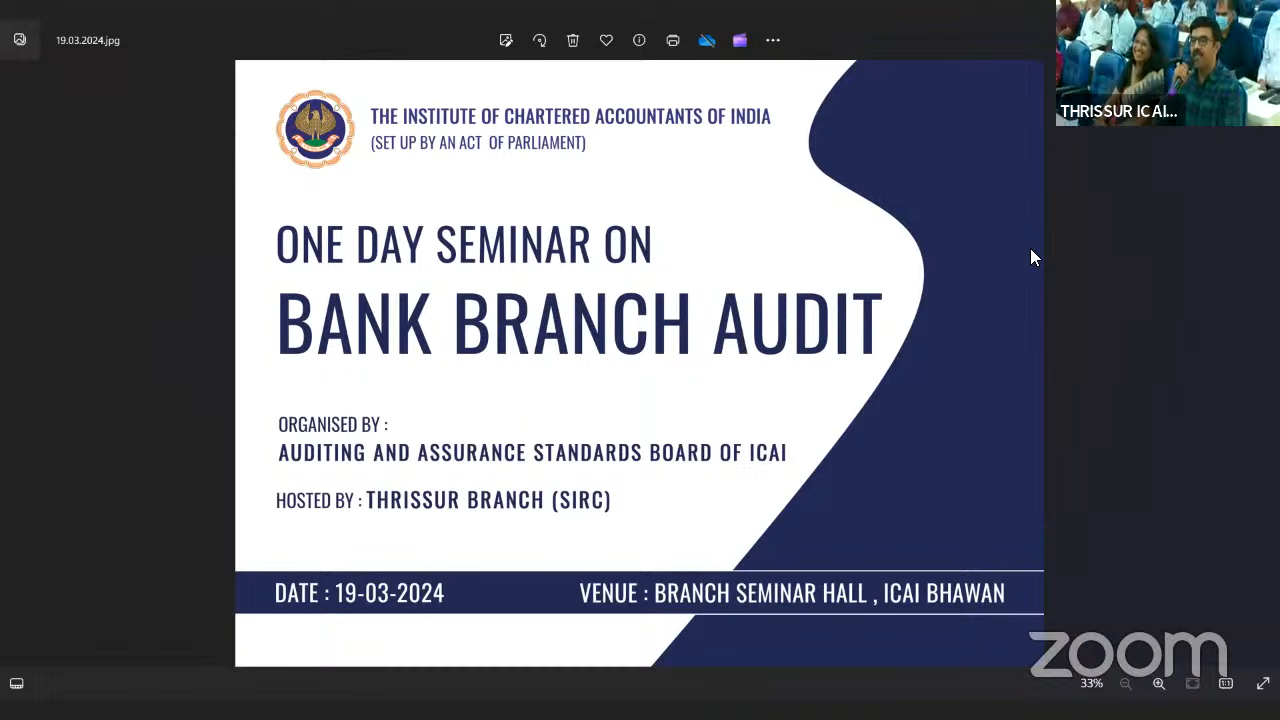 19.03.2024.jpg
THRISSUR ICAI...
THE INSTITUTE OF CHARTERED ACCOUNTANTS OF INDIA
(SET UP BY AN ACT OF PARLIAMENT)
ONE DAY SEMINAR ON
BANK BRANCH AUDIT
ORGANISED BY :
AUDITING AND ASSURANCE STANDARDS BOARD OF ICAI
HOSTED BY : THRISSUR BRANCH (SIRC)
DATE : 19-03-2024 VENUE : BRANCH SEMINAR HALL , ICAI BHAWAN
zoom
33%